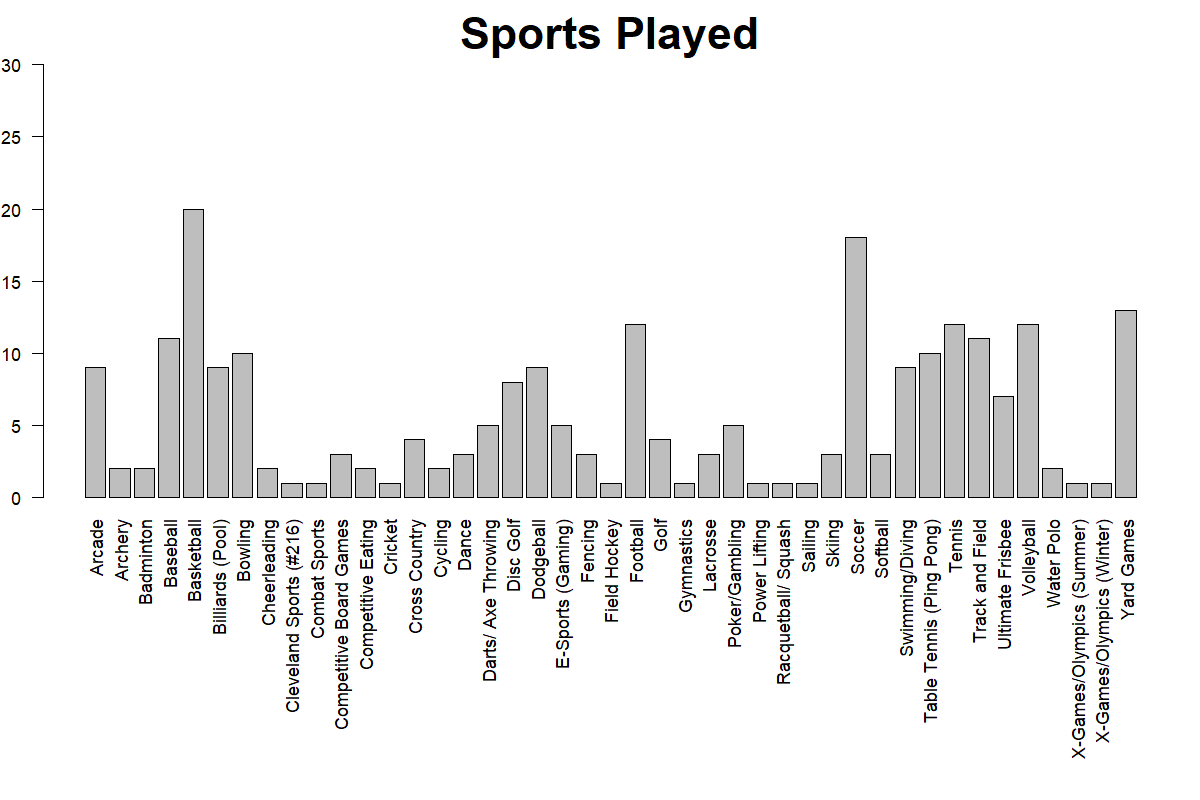 Sports Played
30
25
20
15
10
5
0
Arcade
Archery
Badminton
Baseball
Basketball
Billiards (Pool)
Bowling
Cheerleading
Cleveland Sports (#216)
Combat Sports
Competitive Board Games
Competitive Eating
Cricket
Cross Country
Cycling
Dance
Darts/ Axe Throwing
Disc Golf
Dodgeball
E-Sports (Gaming)
Fencing
Field Hockey
Football
Golf
Gymnastics
Lacrosse
Poker/Gambling
Power Lifting
Racquetball/ Squash
Sailing
Skiing
Soccer
Softball
Swimming/Diving
Table Tennis (Ping Pong)
Tennis
Track and Field
Ultimate Frisbee
Volleyball
Water Polo
X-Games/Olympics (Summer)
X-Games/Olympics (Winter)
Yard Games